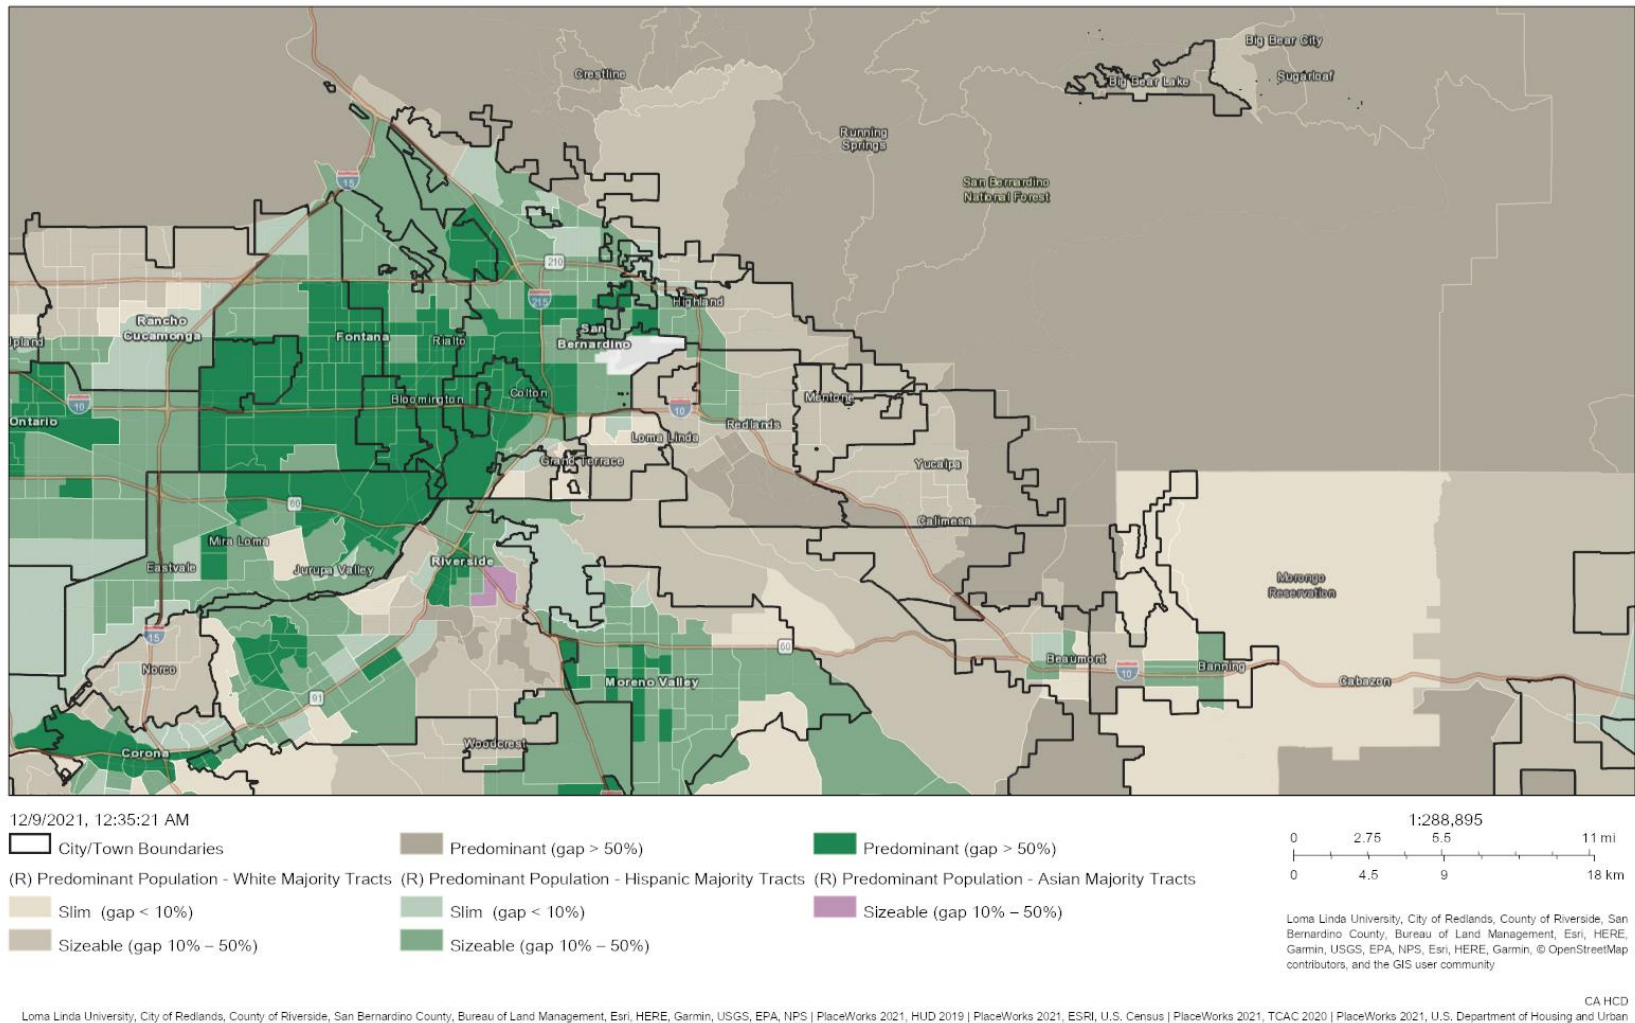 Crestline
Big Bear City
Big Bear Lake
Sugarloaf
Running
Springs
San Bernardino
National Forest
15
210
215
Highland
Rancho
Cucamonga
Fontana
Rialto
San
Bernardino
pland
10
Ontario
Bloomington
Colton
10
Mentone
Redlands
Loma Linda
Grand Terrace
Yucaipa
Calimesa
60
Mira Loma
Eastvale
Jurupa Valley
Riverside
Morongo
Reservation
15
Norco
60
Beaumont
10
Banning
Cabazon
Moreno Valley
91
Woodcrest
Corona
12/9/2021, 12:35:21 AM
City/Town Boundaries
(R) Predominant Population - White Majority Tracts
Slim (gap < 10%)
Sizeable (gap 10% – 50%)
Predominant (gap > 50%)
(R) Predominant Population - Hispanic Majority Tracts
Slim (gap < 10%)
Sizeable (gap 10% – 50%)
Predominant (gap > 50%)
(R) Predominant Population - Asian Majority Tracts
Sizeable (gap 10% – 50%)
1:288,895
0 2.75 5.5 11 mi
0 4.5 9 18 km
Loma Linda University, City of Redlands, County of Riverside, San
Bernardino County, Bureau of Land Management, Esri, HERE,
Garmin, USGS, EPA, NPS, Esri, HERE, Garmin, © OpenStreetMap
contributors, and the GIS user community
CA HCD
Loma Linda University, City of Redlands, County of Riverside, San Bernardino County, Bureau of Land Management, Esri, HERE, Garmin, USGS, EPA, NPS | PlaceWorks 2021, HUD 2019 | PlaceWorks 2021, ESRI, U.S. Census | PlaceWorks 2021, TCAC 2020 | PlaceWorks 2021, U.S. Department of Housing and Urban